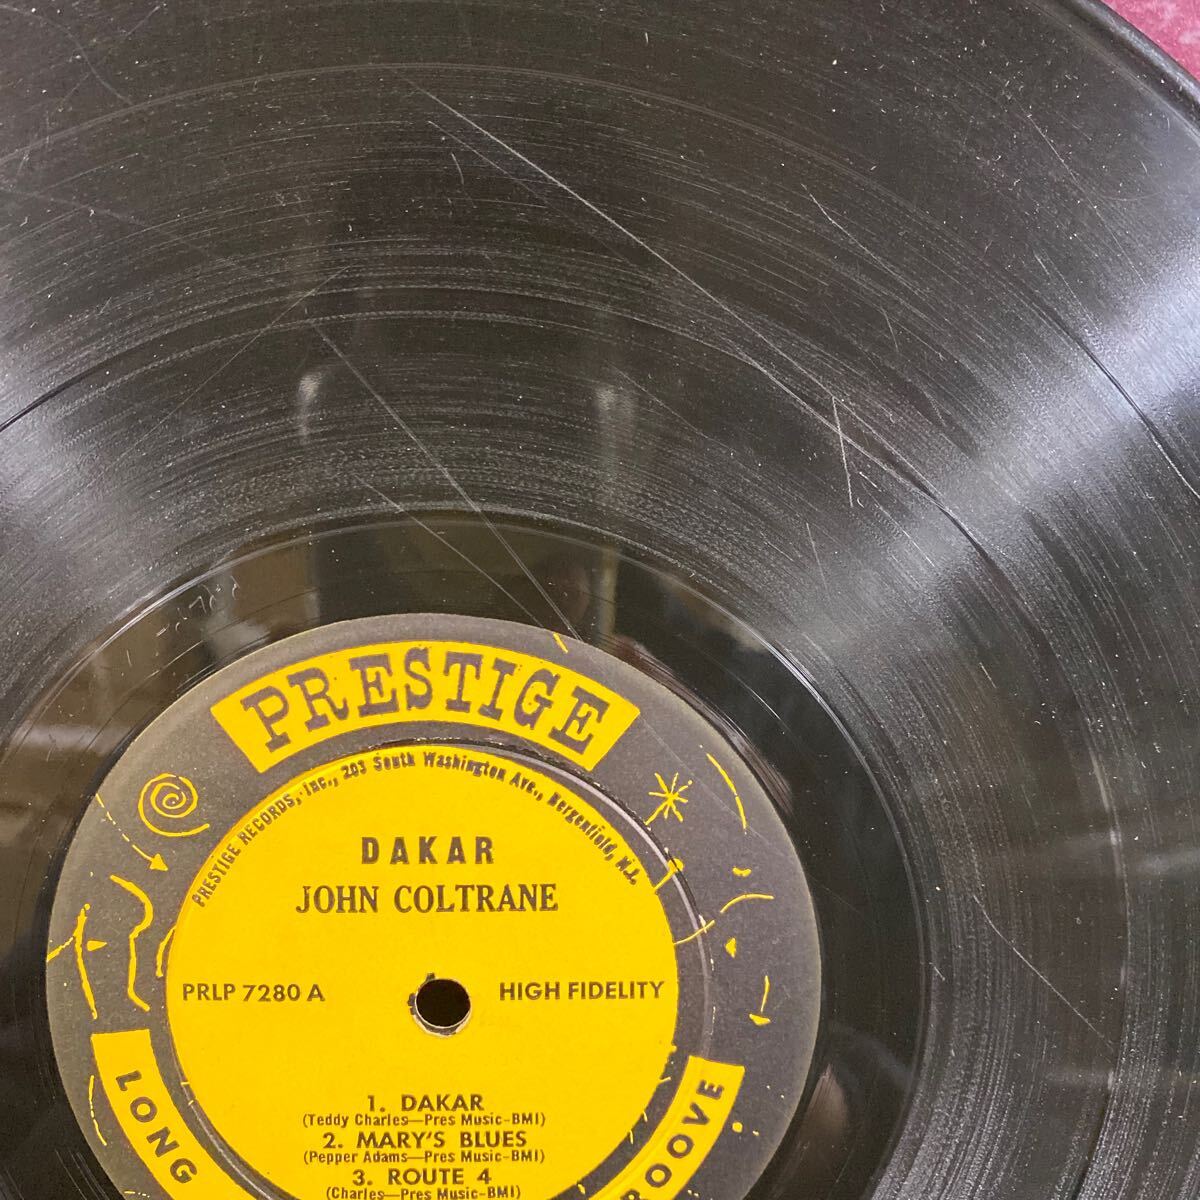 PRESTIGE
PRESTIGE RECORDS, Inc., 203 South Washington Ave., Bergenfield, N.J.
DAKAR
JOHN COLTRANE
PRLP 7280 A HIGH FIDELITY
1. DAKAR
(Teddy Charles—Pres Music-BMI)
2. MARY'S BLUES
(Pepper Adams—Pres Music-BMI)
3. ROUTE 4
(Charles—Pres Music-BMI)
LONG
ROOVE